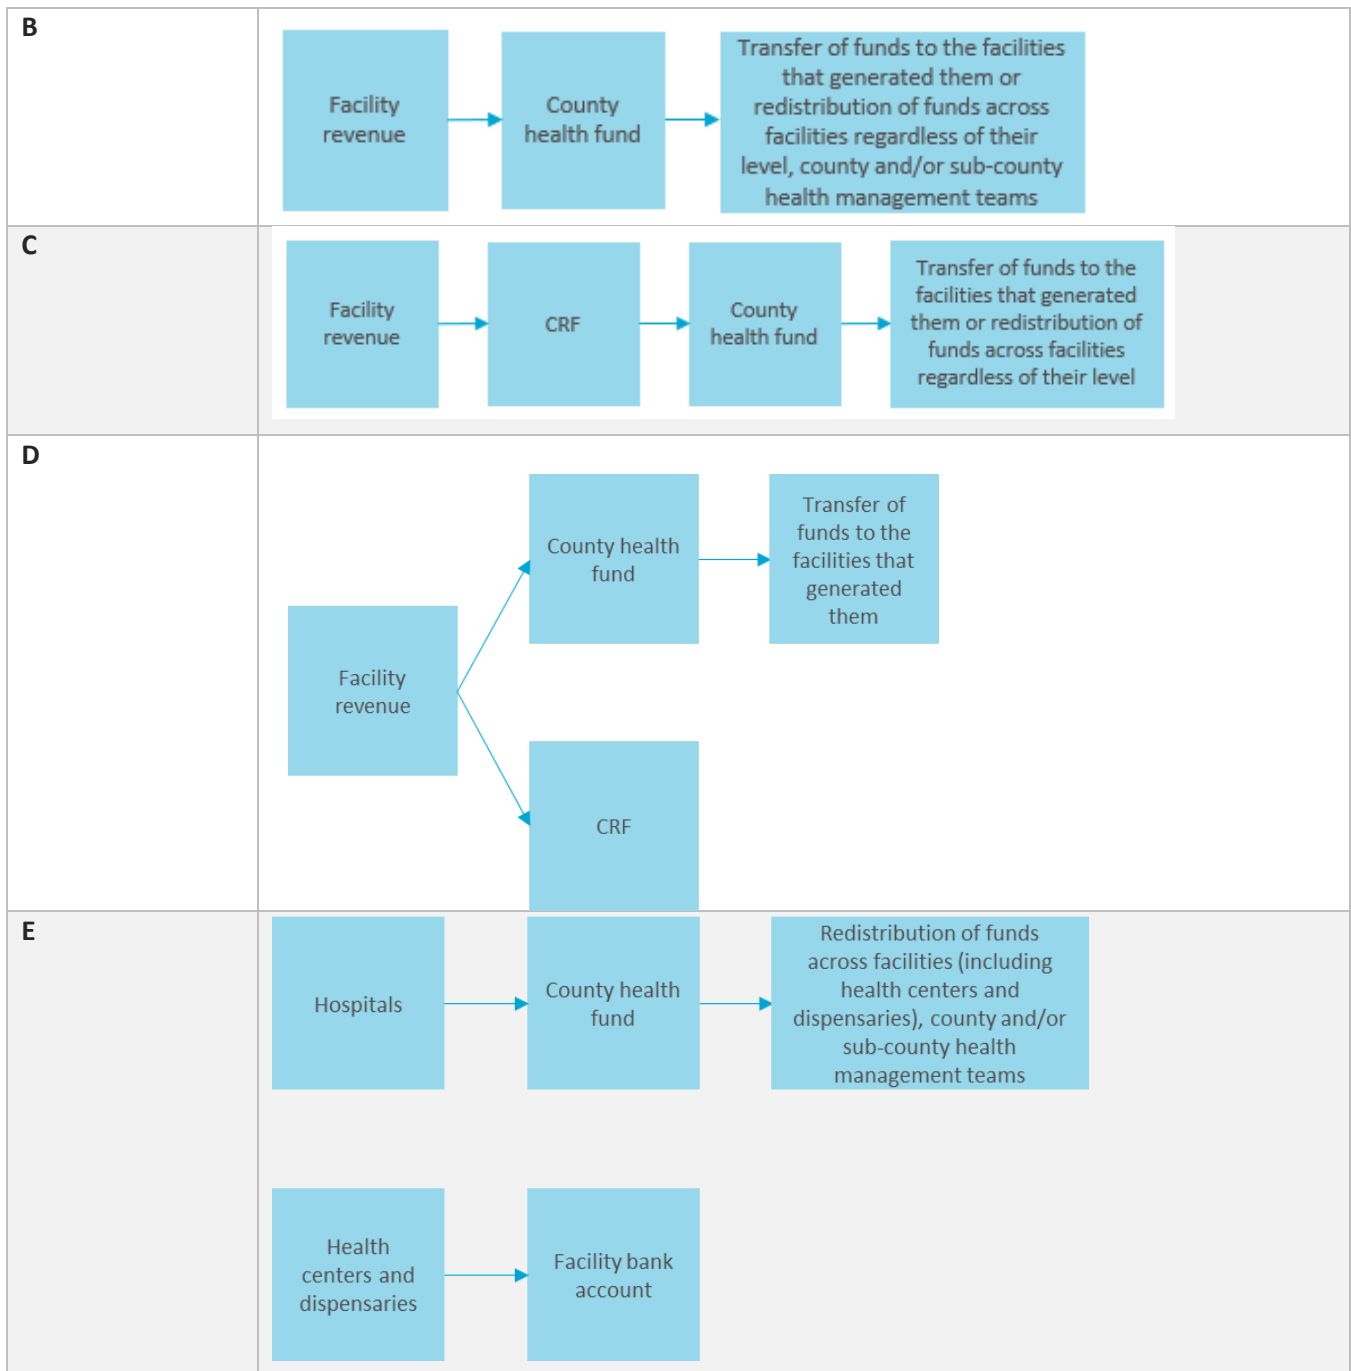 B
Facility
revenue
County
health fund
Transfer of funds to the facilities
that generated them or
redistribution of funds across
facilities regardless of their
level, county and/or sub-county
health management teams
C
Facility
revenue
CRF
County
health fund
Transfer of funds to the
facilities that generated
them or redistribution of
funds across facilities
regardless of their level
D
Facility
revenue
County health
fund
Transfer of
funds to the
facilities that
generated
them
CRF
E
Hospitals
County health
fund
Redistribution of funds
across facilities (including
health centers and
dispensaries), county and/or
sub-county health
management teams
Health
centers and
dispensaries
Facility bank
account